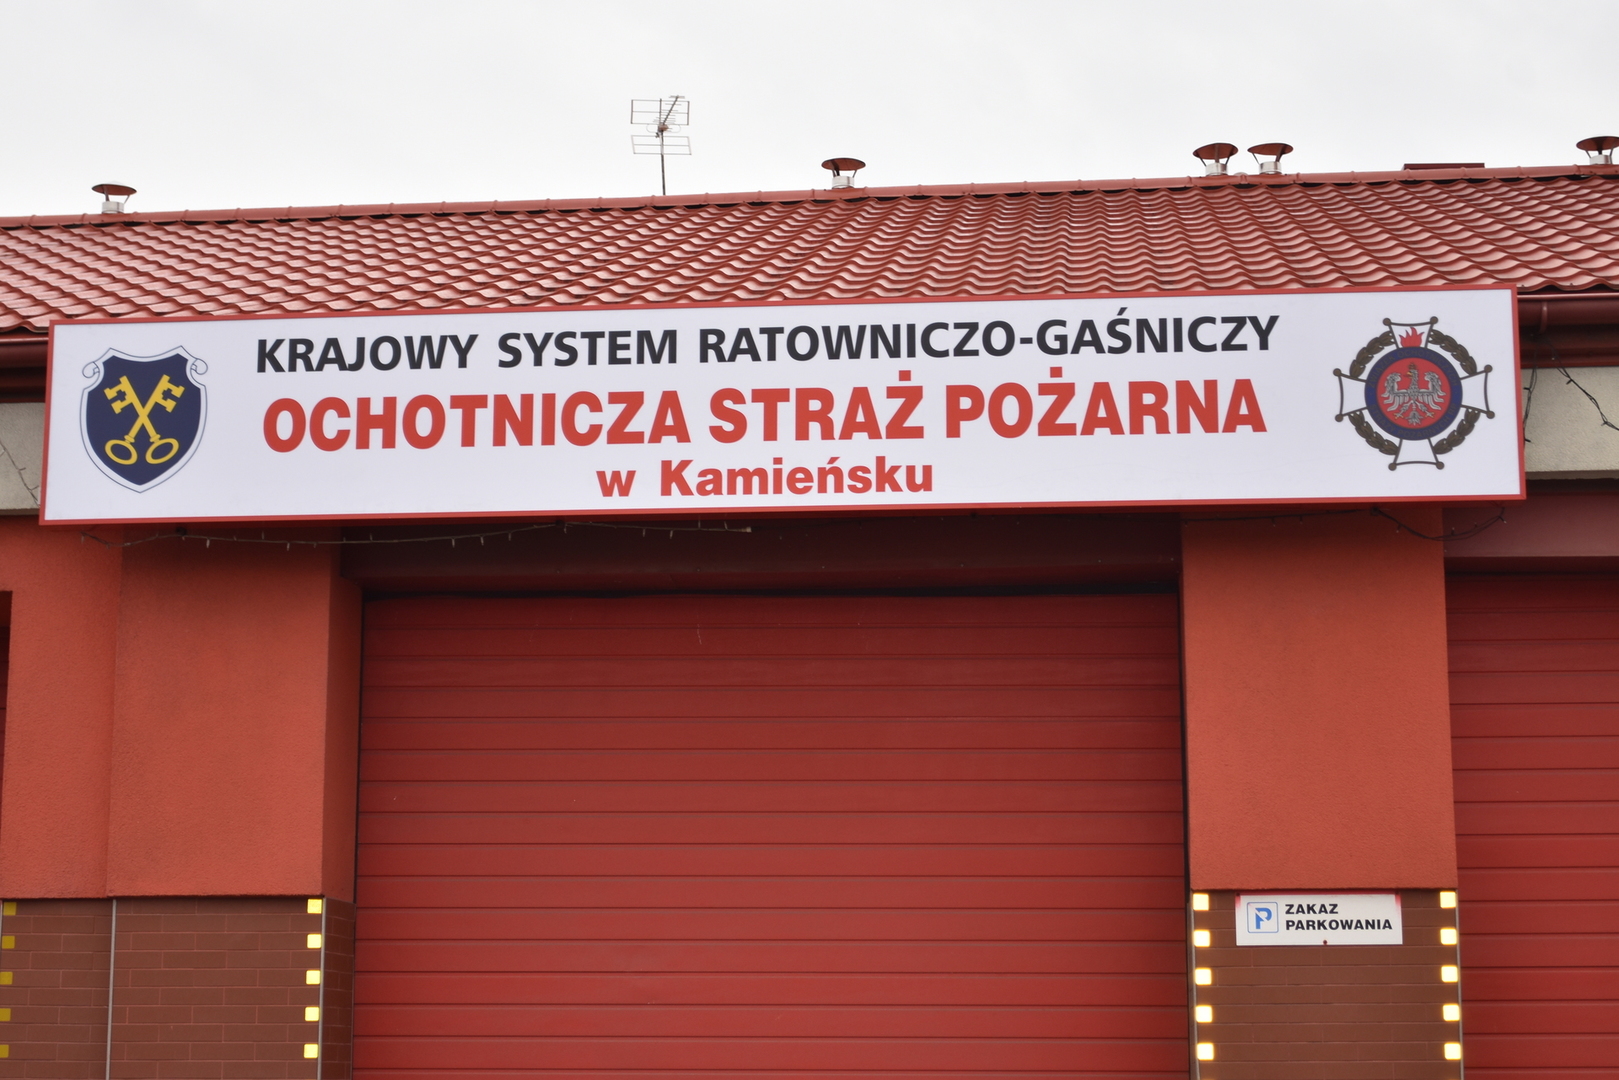 KRAJOWY SYSTEM RATOWNICZO-GAŚNICZY
OCHOTNICZA STRAŻ POŻARNA
w Kamieńsku
P ZAKAZ
PARKOWANIA